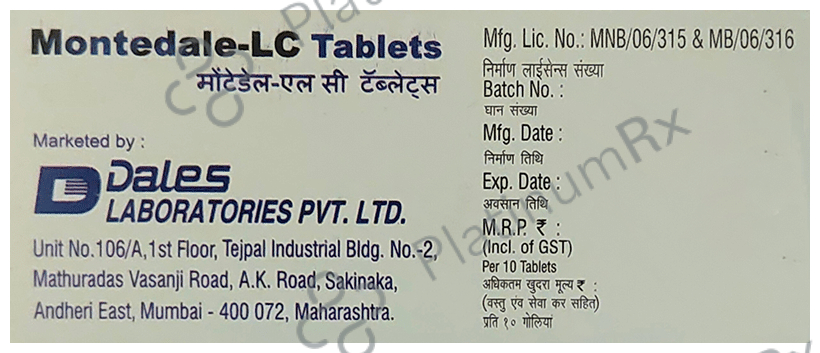 Montedale-LC Tablets
मोंटेडेल-एल सी टॅब्लेट्स
Marketed by :
Dales
LABORATORIES PVT. LTD.
Unit No.106/A,1st Floor, Tejpal Industrial Bldg. No.-2,
Mathuradas Vasanji Road, A.K. Road, Sakinaka,
Andheri East, Mumbai - 400 072, Maharashtra.
Mfg. Lic. No.: MNB/06/315 & MB/06/316
निर्माण लाईसेन्स संख्या
Batch No. :
घान संख्या
Mfg. Date :
निर्माण तिथि
Exp. Date :
अवसान तिथि
M.R.P. ₹ :
(Incl. of GST)
Per 10 Tablets
अधिकतम खुदरा मूल्य ₹ :
(वस्तु एंव सेवा कर सहित)
प्रति १० गोलियां
PlatinumRx
PlatinumRx